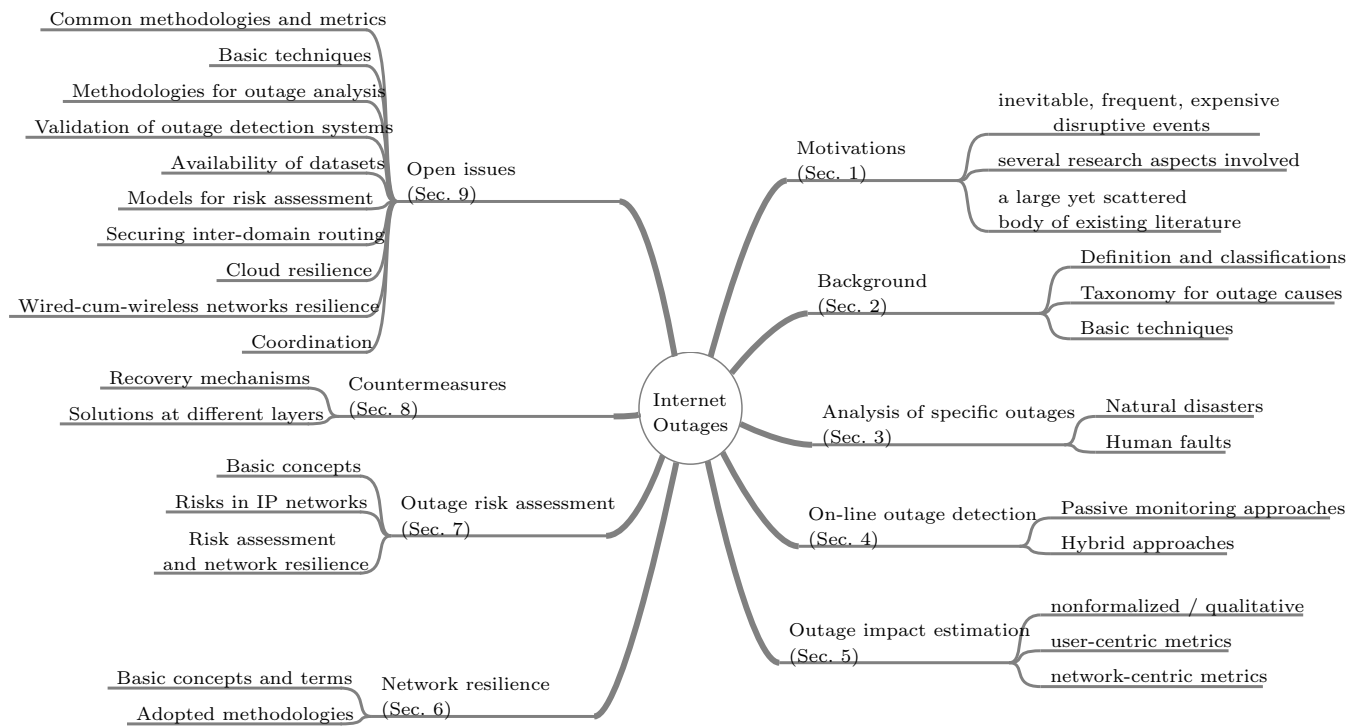 Internet
Outages
Motivations
(Sec. 1)
inevitable, frequent, expensive
disruptive events
several research aspects involved
a large yet scattered
body of existing literature
Background
(Sec. 2)
Definition and classifications
Taxonomy for outage causes
Basic techniques
Analysis of specific outages
(Sec. 3)
Natural disasters
Human faults
On-line outage detection
(Sec. 4)
Passive monitoring approaches
Hybrid approaches
Outage impact estimation
(Sec. 5)
nonformalized / qualitative
user-centric metrics
network-centric metrics
Network resilience
(Sec. 6)
Basic concepts and terms
Adopted methodologies
Outage risk assessment
(Sec. 7)
Basic concepts
Risks in IP networks
Risk assessment
and network resilience
Countermeasures
(Sec. 8)
Recovery mechanisms
Solutions at different layers
Open issues
(Sec. 9)
Common methodologies and metrics
Basic techniques
Methodologies for outage analysis
Validation of outage detection systems
Availability of datasets
Models for risk assessment
Securing inter-domain routing
Cloud resilience
Wired-cum-wireless networks resilience
Coordination